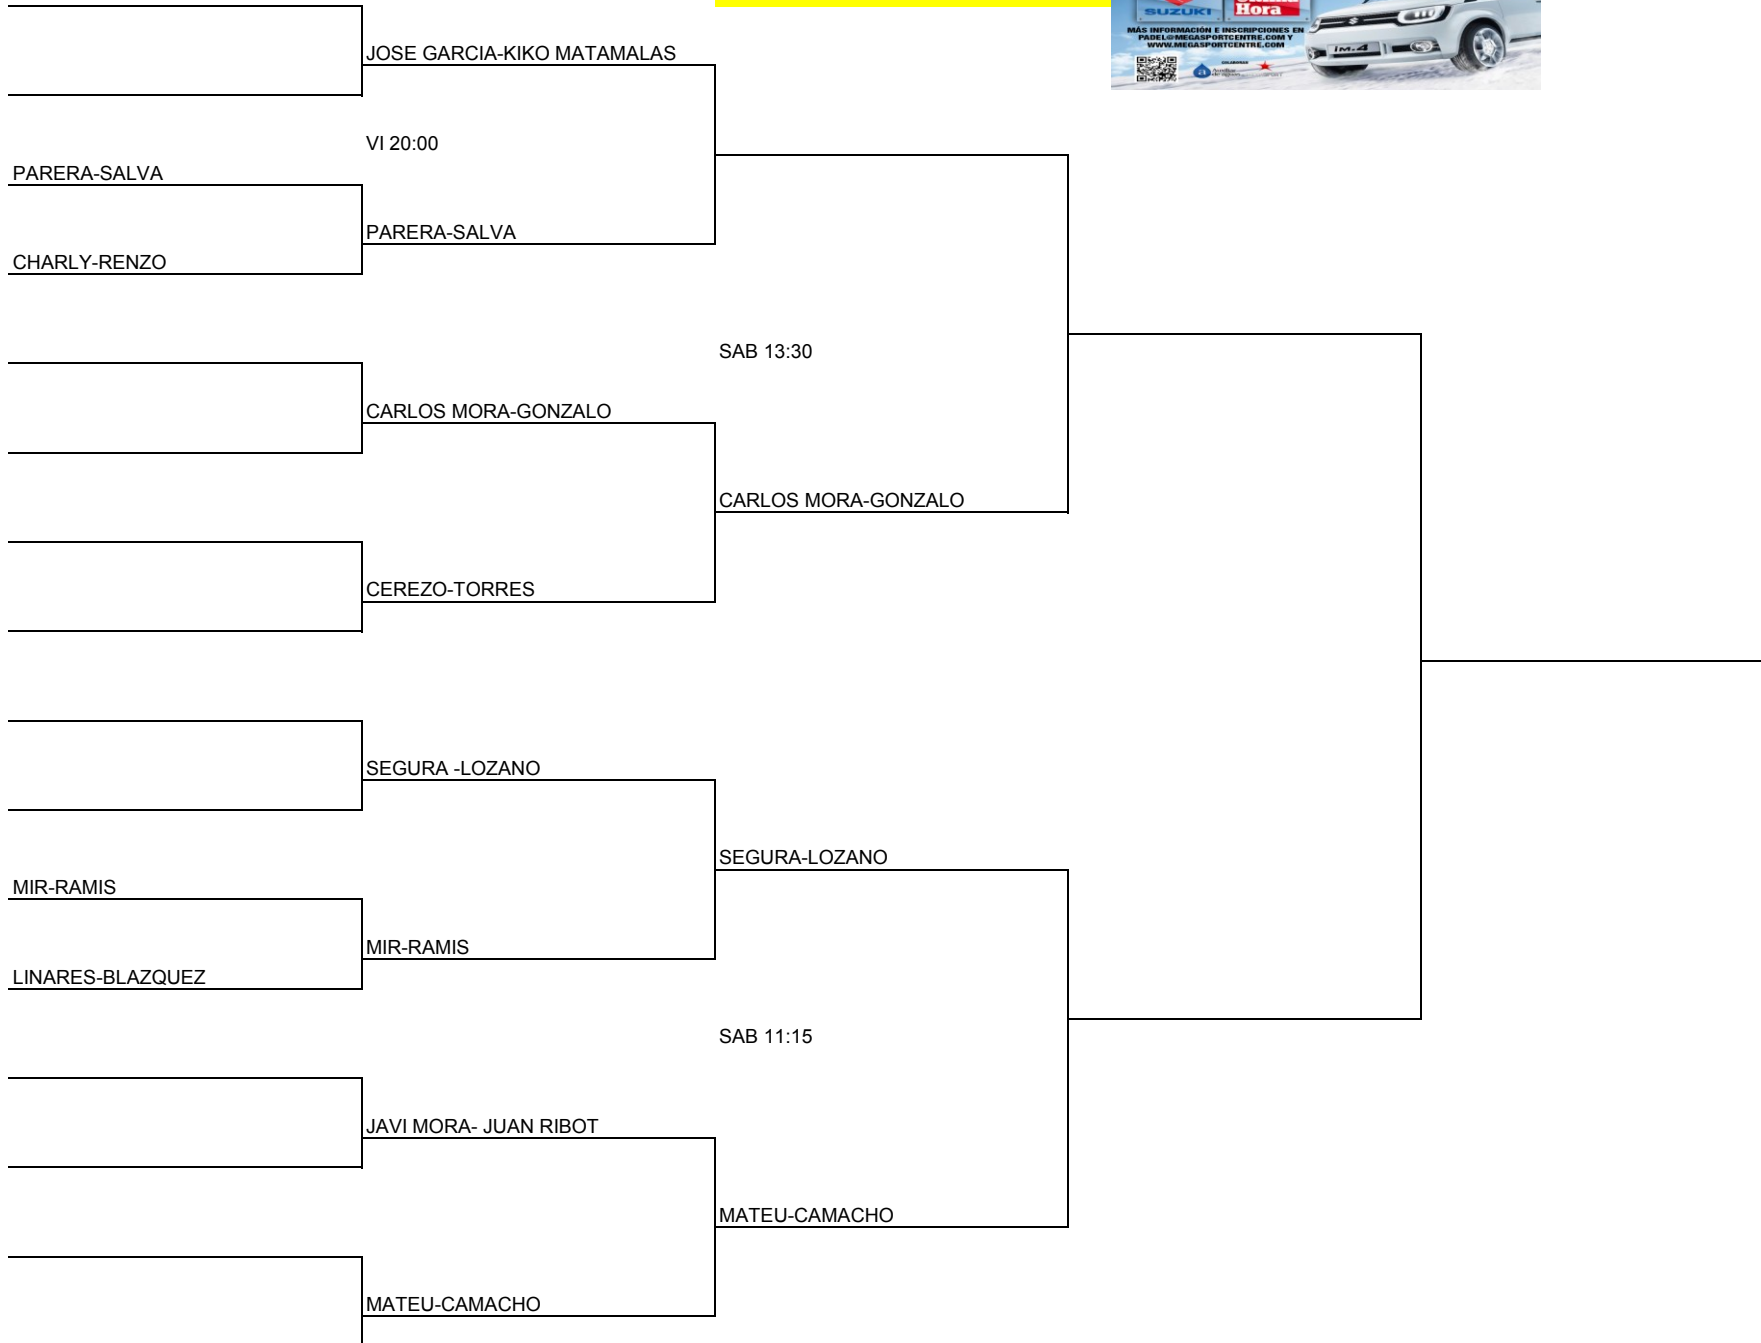 SUZUKI
Hora
MÁS INFORMACIÓN E INSCRIPCIONES EN
PADEL@MEGASPORTCENTRE.COM Y
WWW.MEGASPORTCENTRE.COM
JOSE GARCIA-KIKO MATAMALAS
VI 20:00
PARERA-SALVA
PARERA-SALVA
CHARLY-RENZO
SAB 13:30
CARLOS MORA-GONZALO
CARLOS MORA-GONZALO
CEREZO-TORRES
SEGURA -LOZANO
SEGURA-LOZANO
MIR-RAMIS
MIR-RAMIS
LINARES-BLAZQUEZ
SAB 11:15
JAVI MORA- JUAN RIBOT
MATEU-CAMACHO
MATEU-CAMACHO